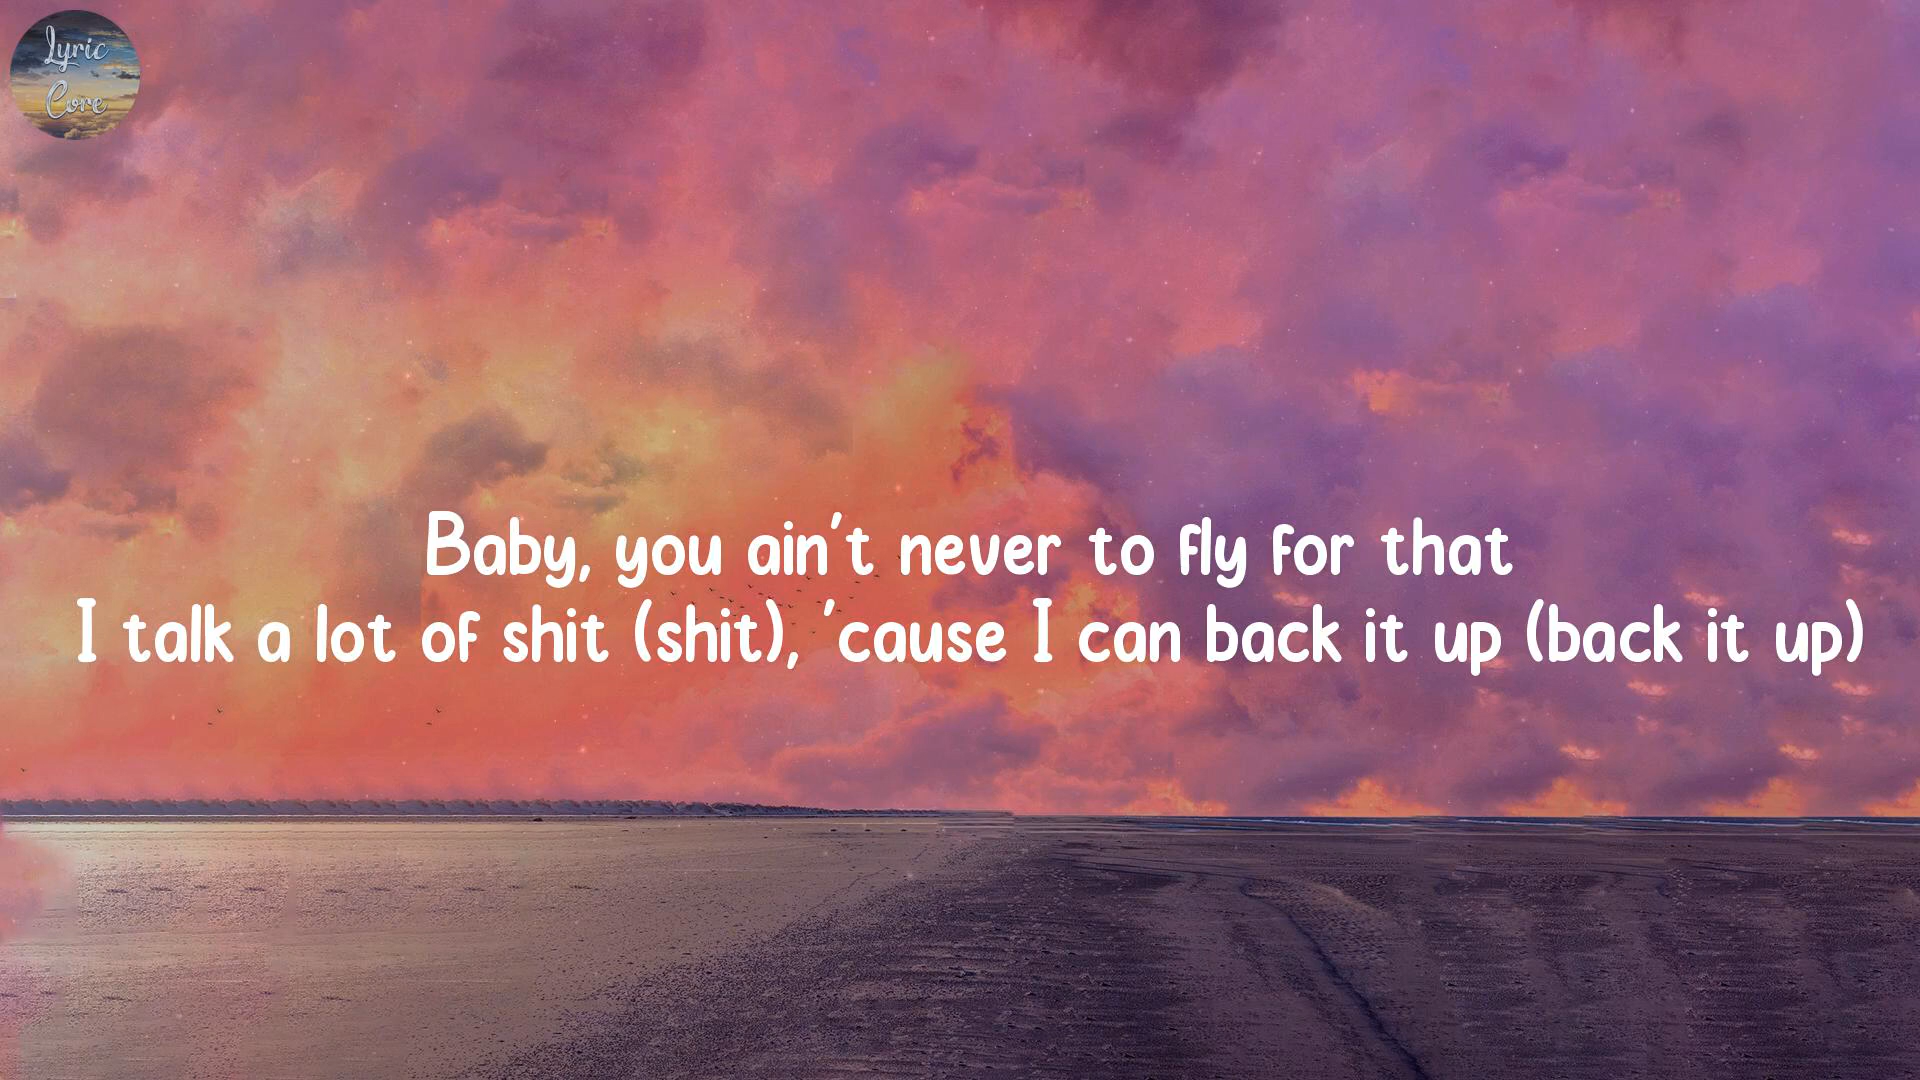 Lyric
Core
Baby, you ain't never to fly for that
I talk a lot of shit (shit), 'cause I can back it up (back it up)